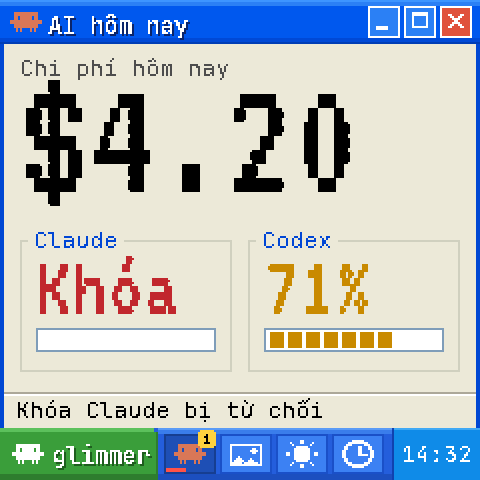 AI hôm nay
Chi phí hôm nay
$4.20
Claude
Khóa
Codex
71%
Khóa Claude bị từ chối
glimmer
1
14:32